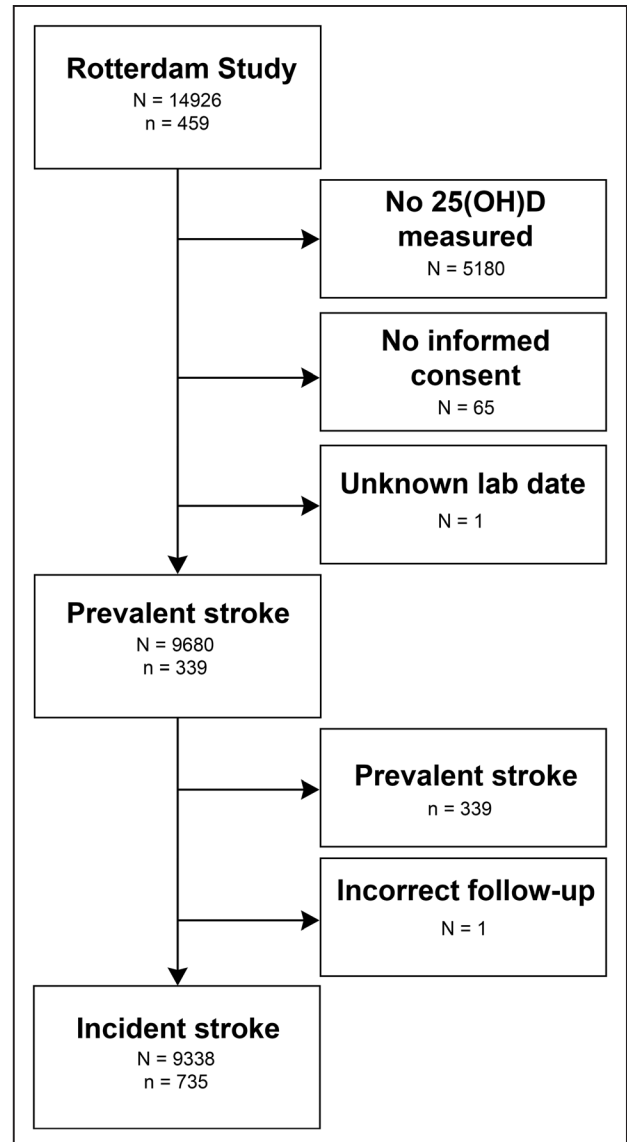 Rotterdam Study
N = 14926
n = 459
No 25(OH)D
measured
N = 5180
No informed
consent
N = 65
Unknown lab date
N = 1
Prevalent stroke
N = 9680
n = 339
Prevalent stroke
n = 339
Incorrect follow-up
N = 1
Incident stroke
N = 9338
n = 735